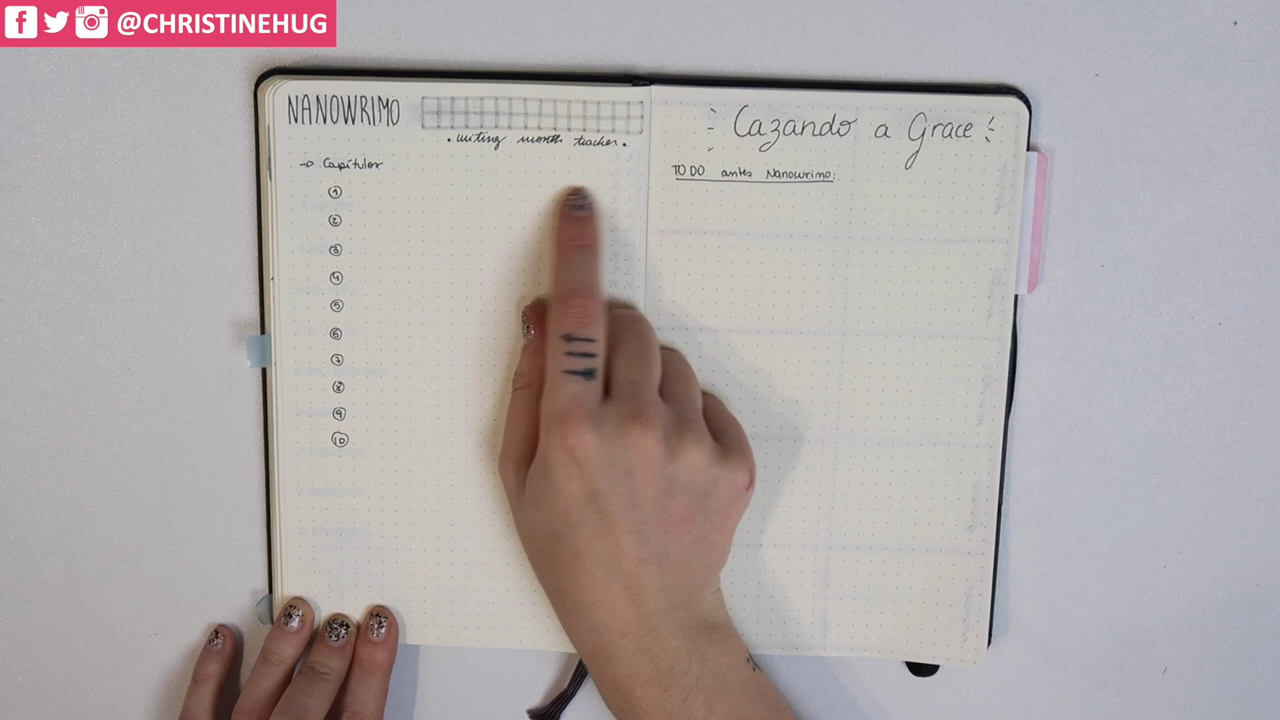 @CHRISTINEHUG
NANOWRIMO
. writing month tracker.
→ Capítulos
1
2
3
4
5
6
7
8
9
10
Cazando a Grace
TO DO antes Nanowrimo: